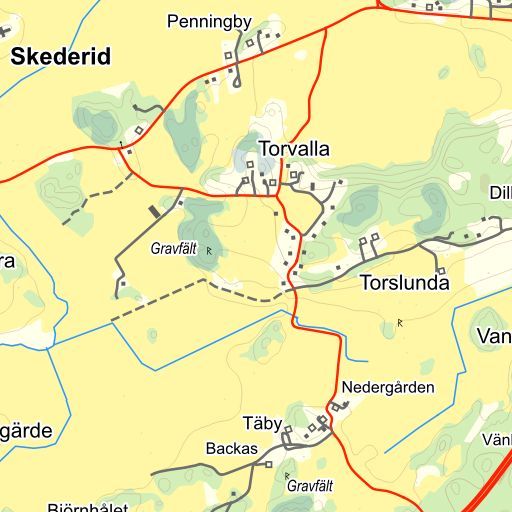 Penningby
Skederid
Torvalla
Dill
Gravfält
R
ra
Torslunda
R
Van
Nedergården
Täby
gärde
Backas
Vänl
Gravfält
R
Björnhålet